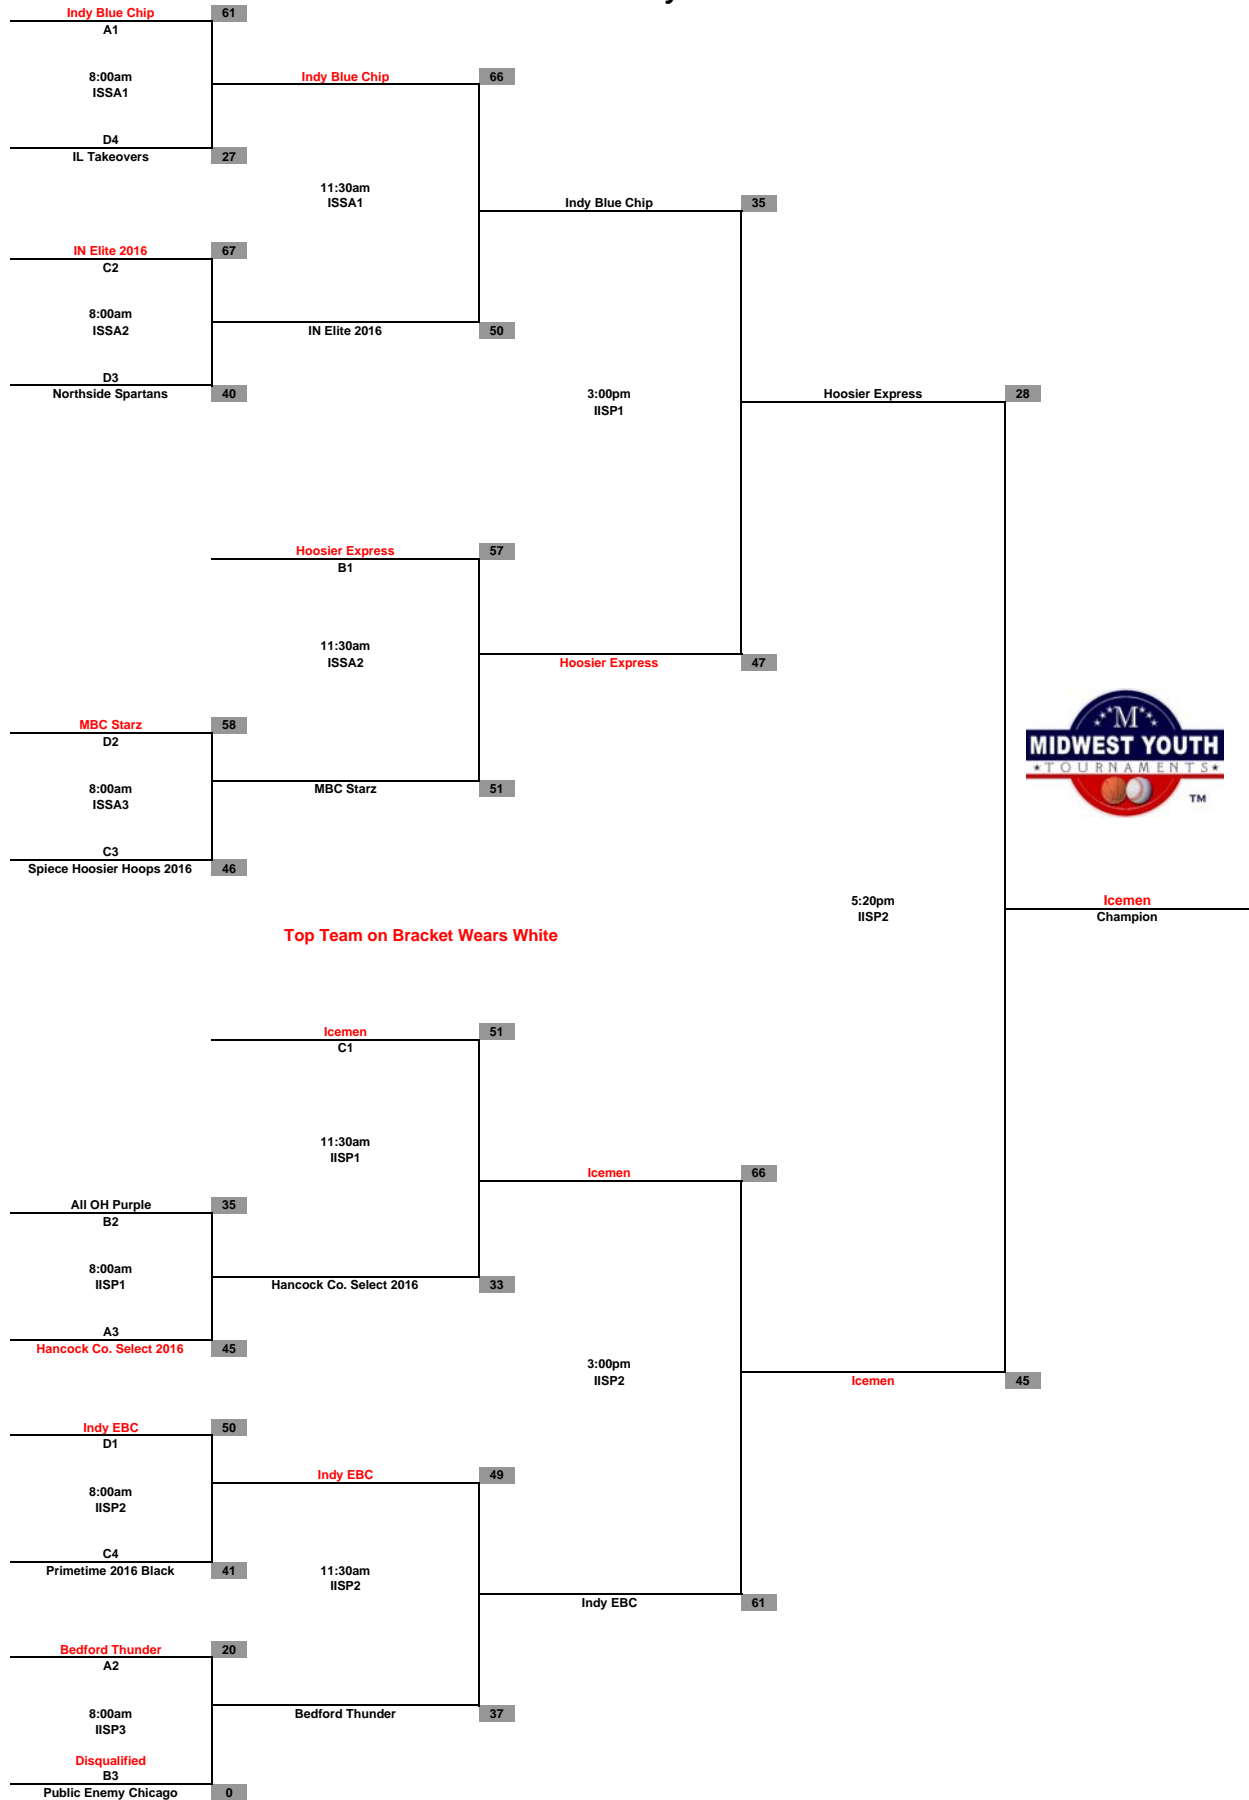 Indy Blue Chip 61
A1
8:00am
ISSA1
D4
IL Takeovers 27
Indy Blue Chip 66
11:30am
ISSA1
IN Elite 2016 67
C2
8:00am
ISSA2
D3
Northside Spartans 40
IN Elite 2016 50
Indy Blue Chip 35
3:00pm
IISP1
Hoosier Express 57
B1
11:30am
ISSA2
MBC Starz 58
D2
8:00am
ISSA3
C3
Spiece Hoosier Hoops 2016 46
MBC Starz 51
Hoosier Express 47
Hoosier Express 28
M
MIDWEST YOUTH
TOURNAMENTS
TM
5:20pm
IISP2
Icemen
Champion
Top Team on Bracket Wears White
Icemen 51
C1
11:30am
IISP1
All OH Purple 35
B2
8:00am
IISP1
A3
Hancock Co. Select 2016 45
Hancock Co. Select 2016 33
Icemen 66
3:00pm
IISP2
Icemen 45
Indy EBC 50
D1
8:00am
IISP2
C4
Primetime 2016 Black 41
Indy EBC 49
11:30am
IISP2
Indy EBC 61
Bedford Thunder 20
A2
8:00am
IISP3
Disqualified
B3
Public Enemy Chicago 0
Bedford Thunder 37